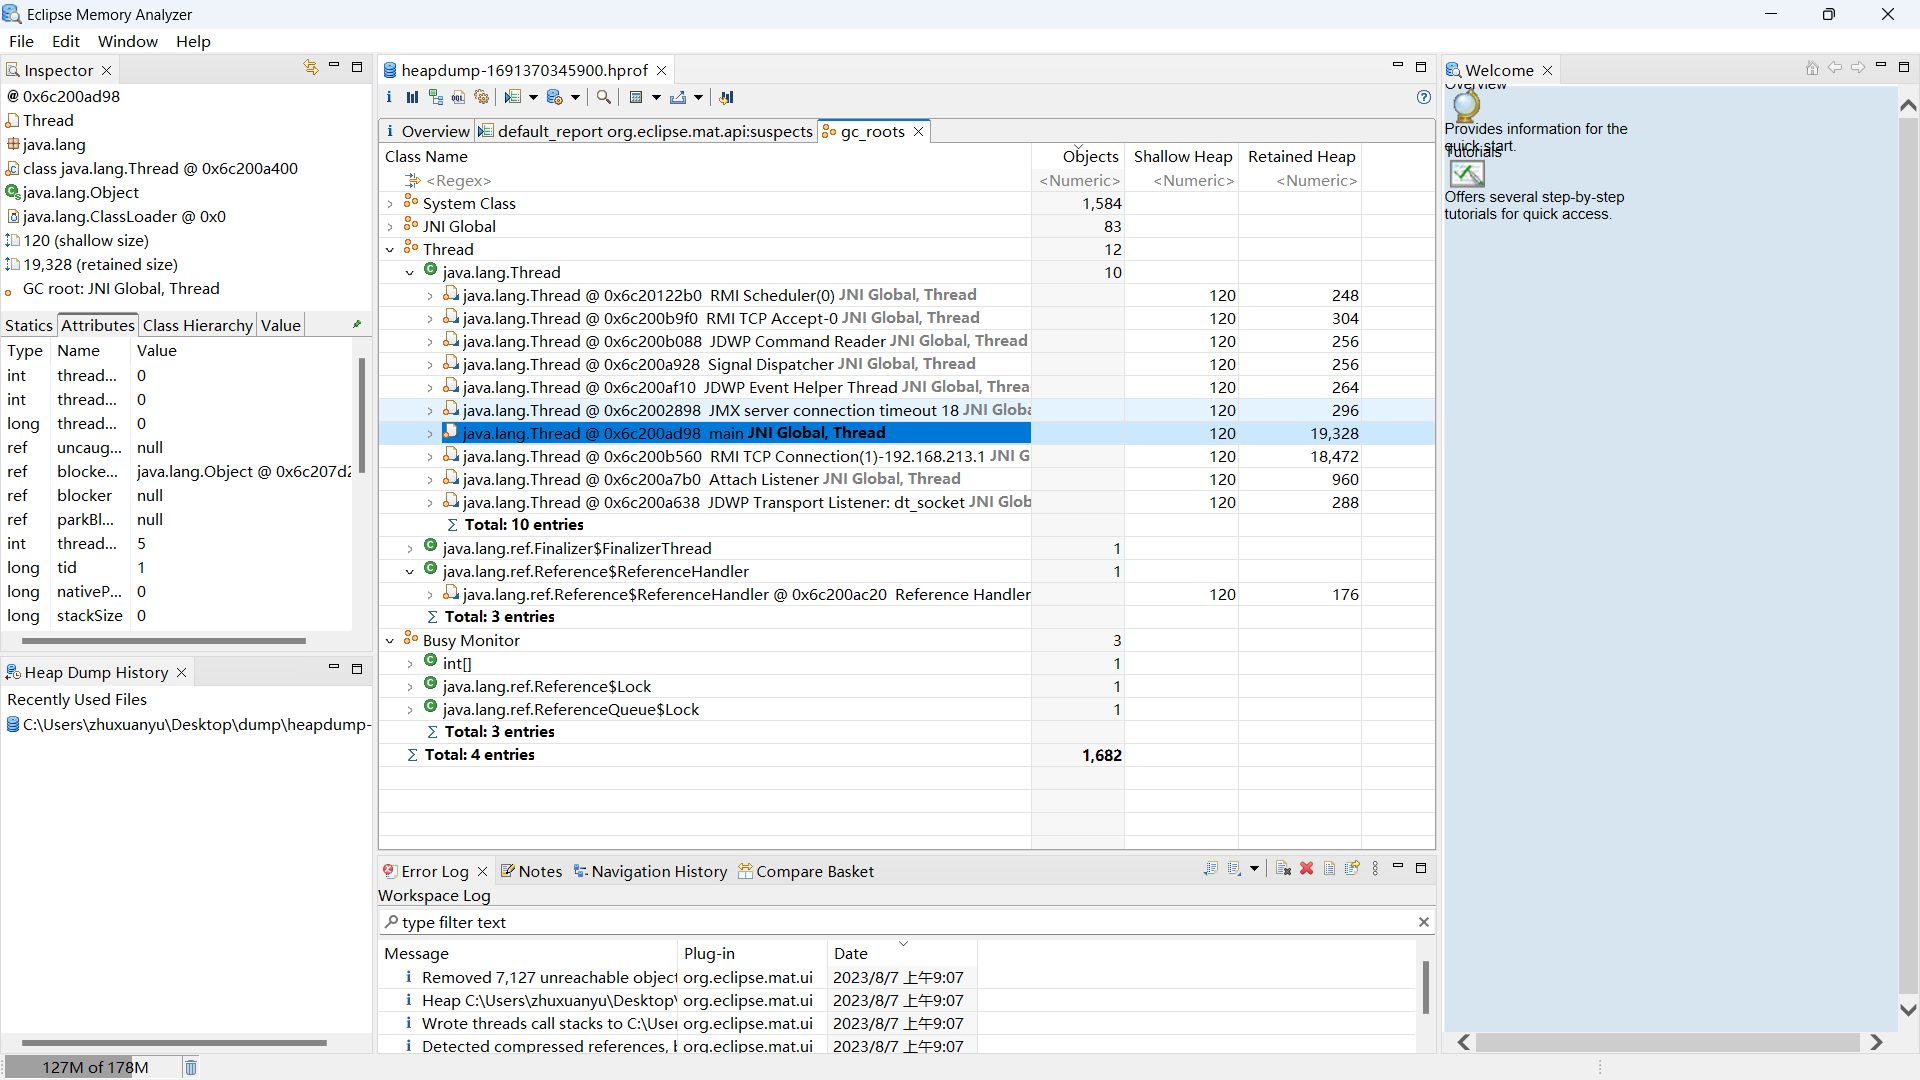 Eclipse Memory Analyzer
File Edit Window Help
Inspector
@ 0x6c200ad98
Thread
java.lang
class java.lang.Thread @ 0x6c200a400
java.lang.Object
java.lang.ClassLoader @ 0x0
120 (shallow size)
19,328 (retained size)
GC root: JNI Global, Thread
Statics Attributes Class Hierarchy Value
Type Name Value
int thread... 0
int thread... 0
long thread... 0
ref uncaug... null
ref blocke... java.lang.Object @ 0x6c207d2
ref blocker null
ref parkBl... null
int thread... 5
long tid 1
long nativeP... 0
long stackSize 0
Heap Dump History
Recently Used Files
C:\Users\zhuxuanyu\Desktop\dump\heapdump-
127M of 178M
heapdump-1691370345900.hprof
Overview default_report org.eclipse.mat.api:suspects gc_roots
Class Name Objects Shallow Heap Retained Heap
<Regex> <Numeric> <Numeric> <Numeric>
System Class 1,584
JNI Global 83
Thread 12
java.lang.Thread 10
java.lang.Thread @ 0x6c20122b0 RMI Scheduler(0) JNI Global, Thread 120 248
java.lang.Thread @ 0x6c200b9f0 RMI TCP Accept-0 JNI Global, Thread 120 304
java.lang.Thread @ 0x6c200b088 JDWP Command Reader JNI Global, Thread 120 256
java.lang.Thread @ 0x6c200a928 Signal Dispatcher JNI Global, Thread 120 256
java.lang.Thread @ 0x6c200af10 JDWP Event Helper Thread JNI Global, Threa 120 264
java.lang.Thread @ 0x6c2002898 JMX server connection timeout 18 JNI Globa 120 296
java.lang.Thread @ 0x6c200ad98 main JNI Global, Thread 120 19,328
java.lang.Thread @ 0x6c200b560 RMI TCP Connection(1)-192.168.213.1 JNI G 120 18,472
java.lang.Thread @ 0x6c200a7b0 Attach Listener JNI Global, Thread 120 960
java.lang.Thread @ 0x6c200a638 JDWP Transport Listener: dt_socket JNI Glob 120 288
Σ Total: 10 entries
java.lang.ref.Finalizer$FinalizerThread 1
java.lang.ref.Reference$ReferenceHandler 1
java.lang.ref.Reference$ReferenceHandler @ 0x6c200ac20 Reference Handler 120 176
Σ Total: 3 entries
Busy Monitor 3
int[] 1
java.lang.ref.Reference$Lock 1
java.lang.ref.ReferenceQueue$Lock 1
Σ Total: 3 entries
Σ Total: 4 entries 1,682
Error Log Notes Navigation History Compare Basket
Workspace Log
type filter text
Message Plug-in Date
Removed 7,127 unreachable object org.eclipse.mat.ui 2023/8/7 上午9:07
Heap C:\Users\zhuxuanyu\Desktop\ org.eclipse.mat.ui 2023/8/7 上午9:07
Wrote threads call stacks to C:\User org.eclipse.mat.ui 2023/8/7 上午9:07
Detected compressed references, org.eclipse.mat.ui 2023/8/7 上午9:07
Welcome
Overview
Provides information for the
quick start.
Tutorials
Offers several step-by-step
tutorials for quick access.